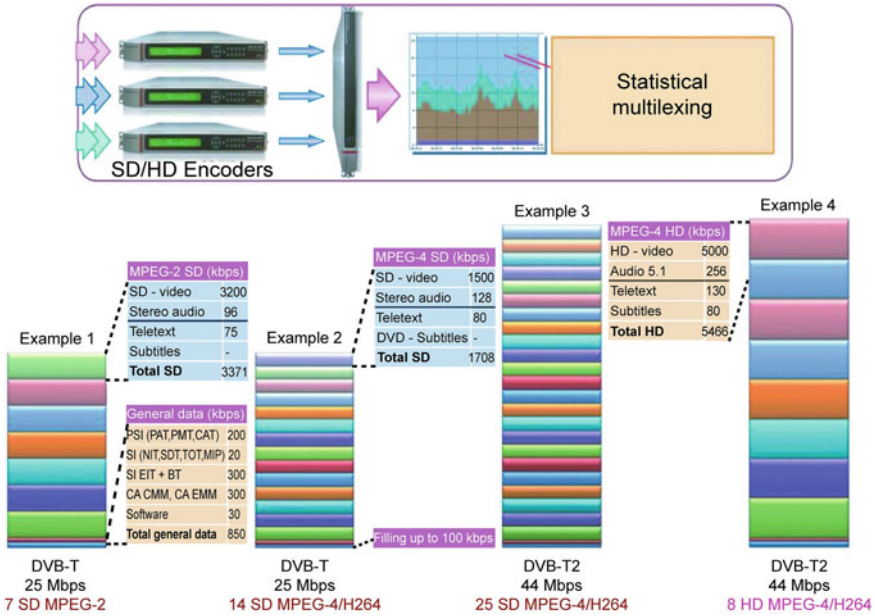 SD/HD Encoders
Statistical
multilexing
Example 1
MPEG-2 SD (kbps)
SD - video 3200
Stereo audio 96
Teletext 75
Subtitles -
Total SD 3371
General data (kbps)
PSI (PAT,PMT,CAT) 200
SI (NIT,SDT,TOT,MIP) 20
SI EIT + BT 300
CA CMM, CA EMM 300
Software 30
Total general data 850
DVB-T
25 Mbps
7 SD MPEG-2
Example 2
MPEG-4 SD (kbps)
SD - video 1500
Stereo audio 128
Teletext 80
DVD - Subtitles -
Total SD 1708
Filling up to 100 kbps
DVB-T
25 Mbps
14 SD MPEG-4/H264
Example 3
DVB-T2
44 Mbps
25 SD MPEG-4/H264
MPEG-4 HD (kbps)
HD - video 5000
Audio 5.1 256
Teletext 130
Subtitles 80
Total HD 5466
Example 4
DVB-T2
44 Mbps
8 HD MPEG-4/H264